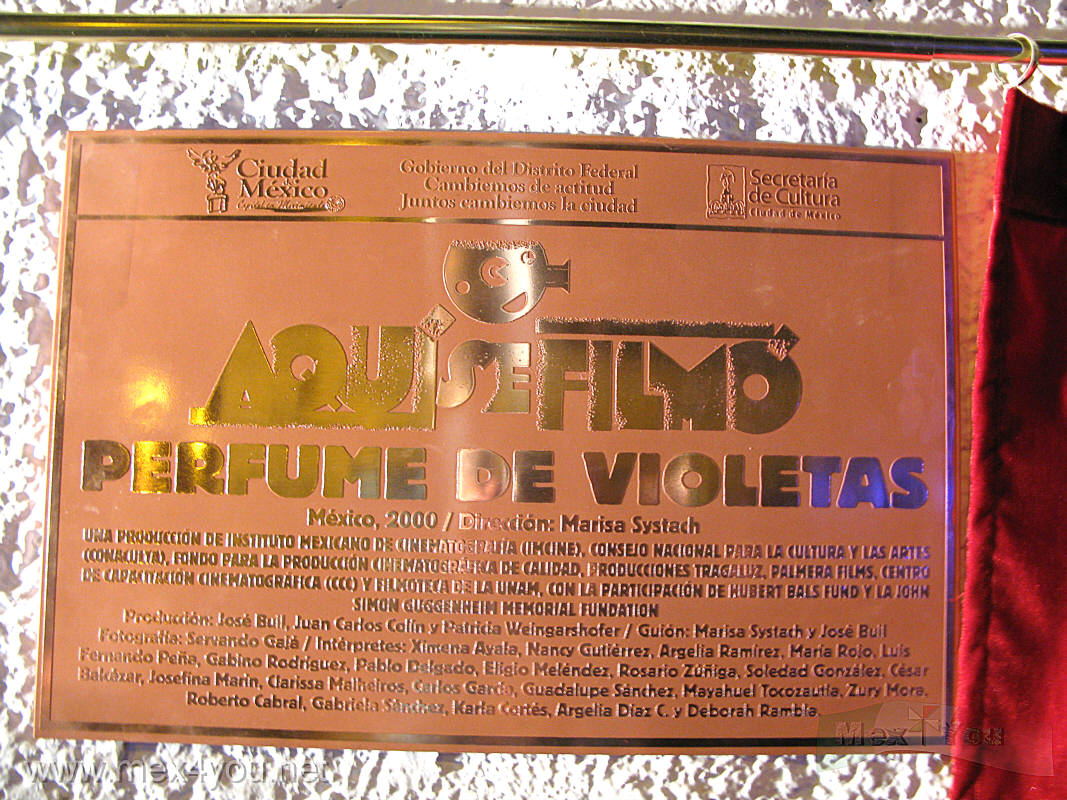 Ciudad
México
Capital en Movimiento
Gobierno del Distrito Federal
Cambiemos de actitud
Juntos cambiemos la ciudad
Secretaría
de Cultura
Ciudad de México
AQUÍ SE FILMÓ
PERFUME DE VIOLETAS
México, 2000 / Dirección: Marisa Systach
UNA PRODUCCIÓN DE INSTITUTO MEXICANO DE CINEMATOGRAFÍA (IMCINE), CONSEJO NACIONAL PARA LA CULTURA Y LAS ARTES
(CONACULTA), FONDO PARA LA PRODUCCIÓN CINEMATOGRÁFICA DE CALIDAD, PRODUCCIONES TRAGALUZ, PALMERA FILMS, CENTRO
DE CAPACITACIÓN CINEMATOGRÁFICA (CCC) Y FILMOTECA DE LA UNAM, CON LA PARTICIPACIÓN DE HUBERT BALS FUND Y LA JOHN
SIMON GUGGENHEIM MEMORIAL FUNDATION
Producción: José Buil, Juan Carlos Colín y Patricia Weingarshofer / Guión: Marisa Systach y José Buil
Fotografía: Servando Gajá / Intérpretes: Ximena Ayala, Nancy Gutiérrez, Argelia Ramírez, María Rojo, Luis
Fernando Peña, Gabino Rodríguez, Pablo Delgado, Eligio Meléndez, Rosario Zúñiga, Soledad González, César
Balcázar, Josefina Marin, Clarissa Malheiros, Carlos García, Guadalupe Sánchez, Mayahuel Tocozautla, Zury Mora,
Roberto Cabral, Gabriela Sánchez, Karla Cortés, Argelia Díaz C. y Deborah Rambla.
Mex4You
www.mex4you.net